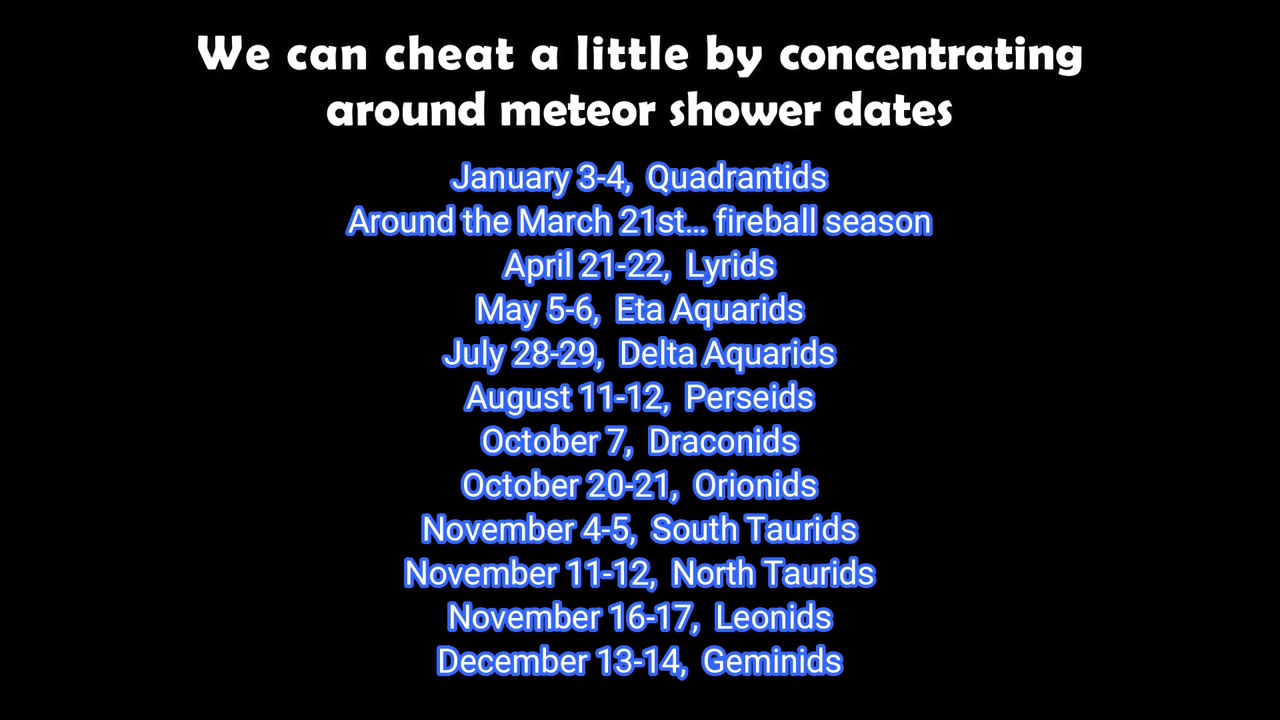 We can cheat a little by concentrating
around meteor shower dates
January 3-4, Quadrantids
Around the March 21st... fireball season
April 21-22, Lyrids
May 5-6, Eta Aquarids
July 28-29, Delta Aquarids
August 11-12, Perseids
October 7, Draconids
October 20-21, Orionids
November 4-5, South Taurids
November 11-12, North Taurids
November 16-17, Leonids
December 13-14, Geminids